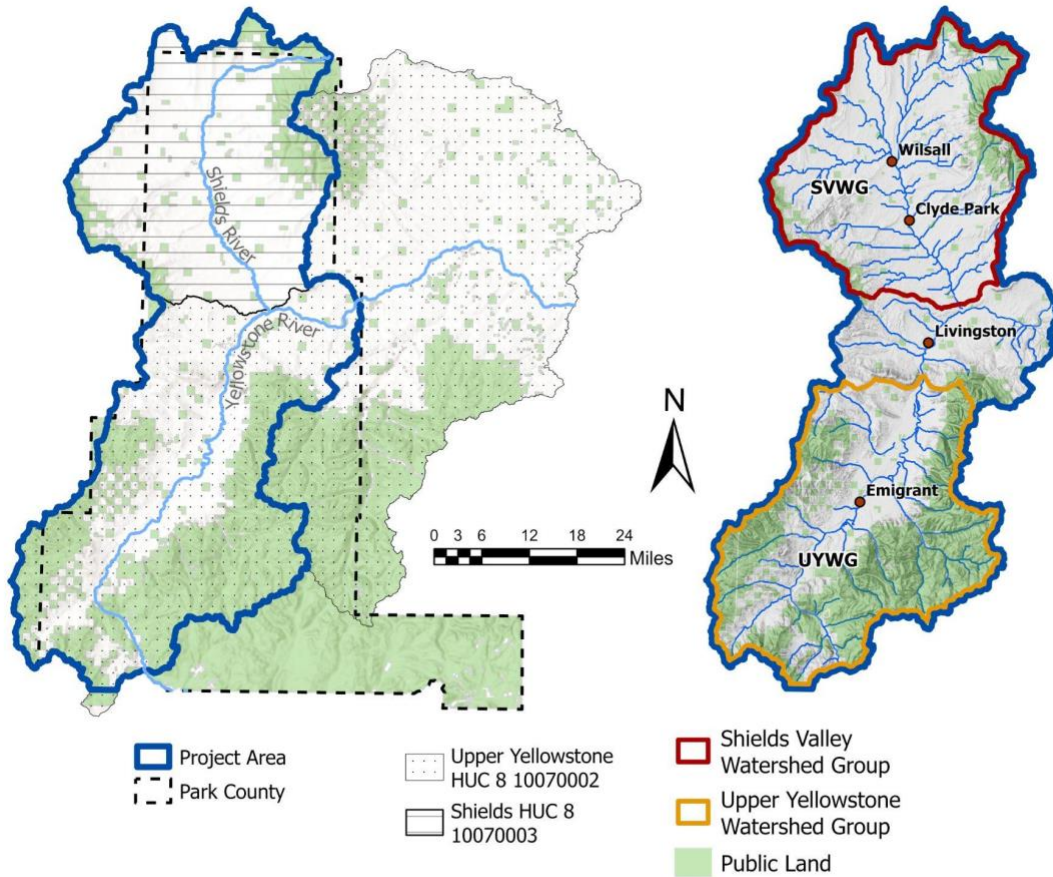 Shields River
Yellowstone River
N
0 3 6 12 18 24
Miles
Wilsall
SVWG
Clyde Park
Livingston
Emigrant
UYWG
Project Area
Park County
Upper Yellowstone
HUC 8 10070002
Shields HUC 8
10070003
Shields Valley
Watershed Group
Upper Yellowstone
Watershed Group
Public Land